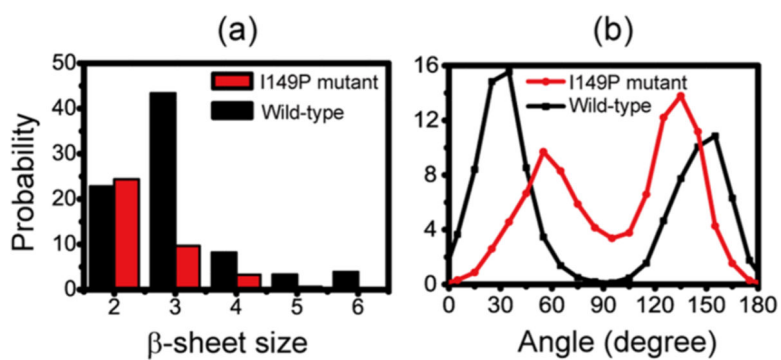 (a)
(b)
50
40
30
20
10
0
Probability
I149P mutant
Wild-type
2 3 4 5 6
β-sheet size
16
12
8
4
0
I149P mutant
Wild-type
0 30 60 90 120 150 180
Angle (degree)